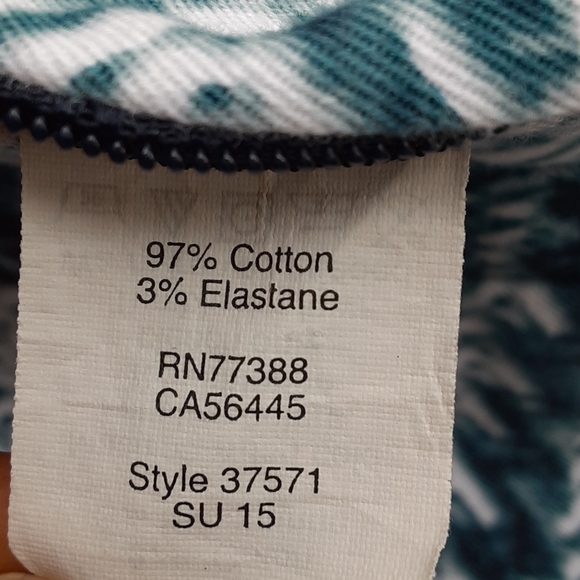 97% Cotton
3% Elastane
RN77388
CA56445
Style 37571
SU 15